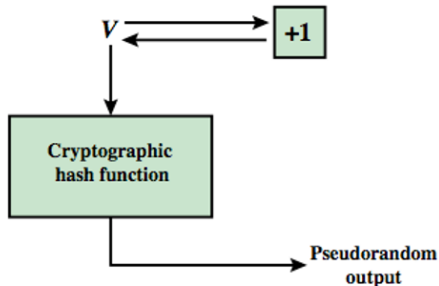 V
+1
Cryptographic
hash function
Pseudorandom
output